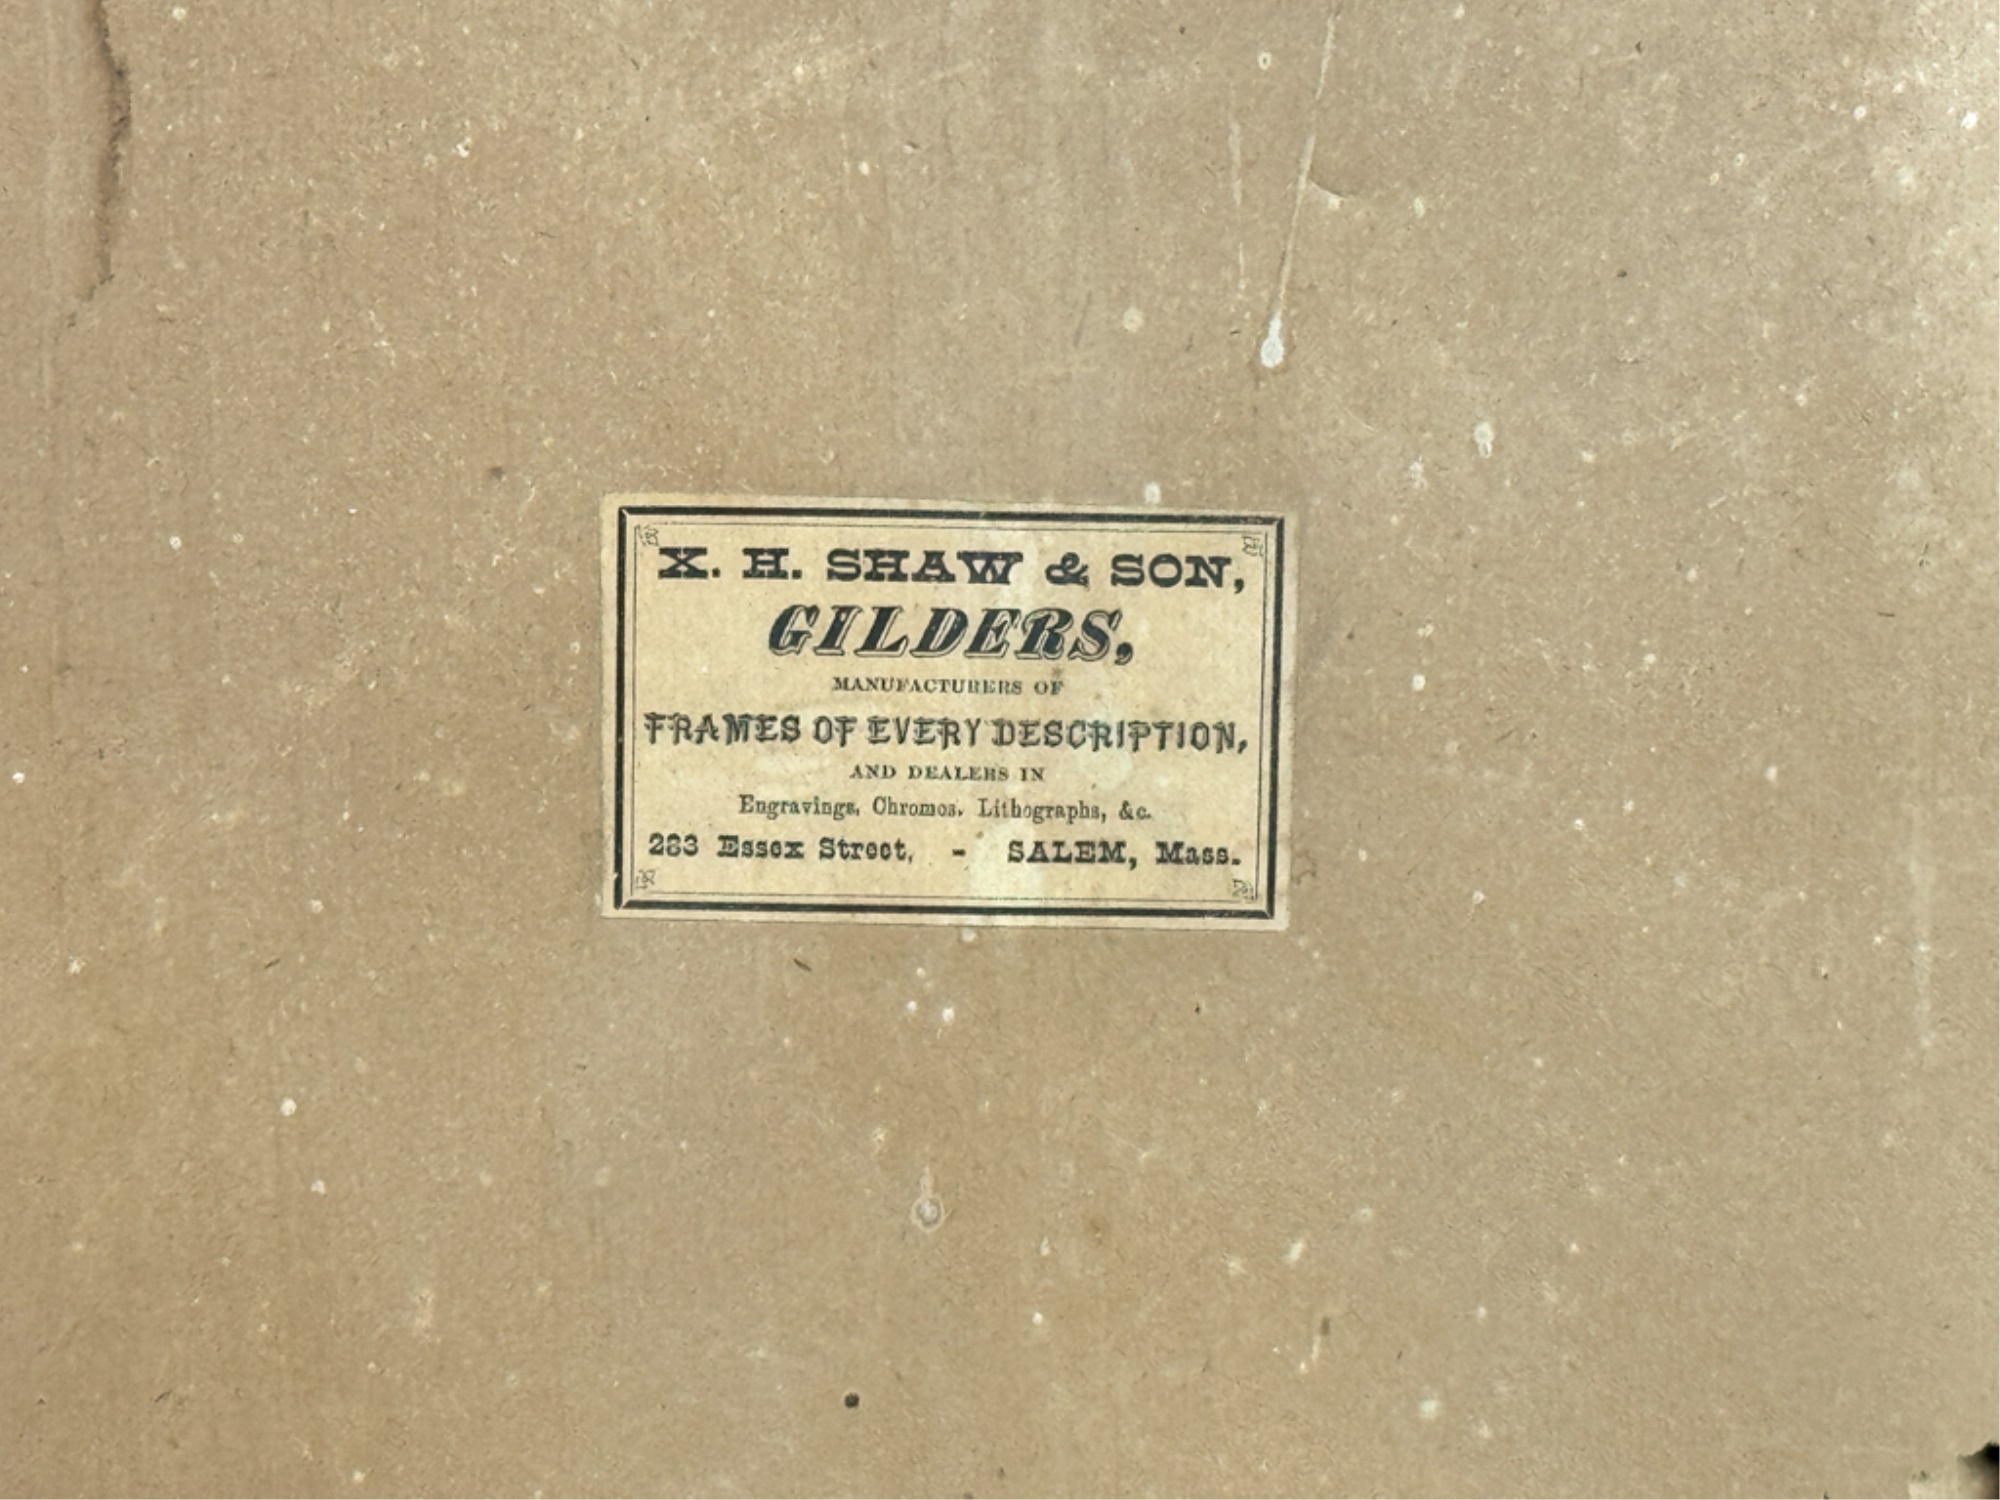 X. H. SHAW & SON,
GILDERS,
MANUFACTURERS OF
FRAMES OF EVERY DESCRIPTION,
AND DEALERS IN
Engravings, Chromos, Lithographs, &c.
283 Essex Street, - SALEM, Mass.